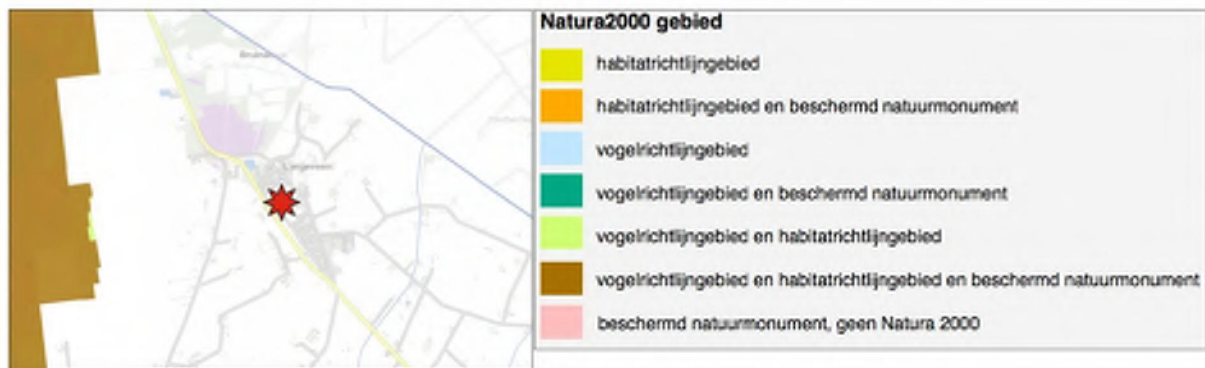 Natura2000 gebied
habitatrichtlijngebied
habitatrichtlijngebied en beschermd natuurmonument
vogelrichtlijngebied
vogelrichtlijngebied en beschermd natuurmonument
vogelrichtlijngebied en habitatrichtlijngebied
vogelrichtlijngebied en habitatrichtlijngebied en beschermd natuurmonument
beschermd natuurmonument, geen Natura 2000